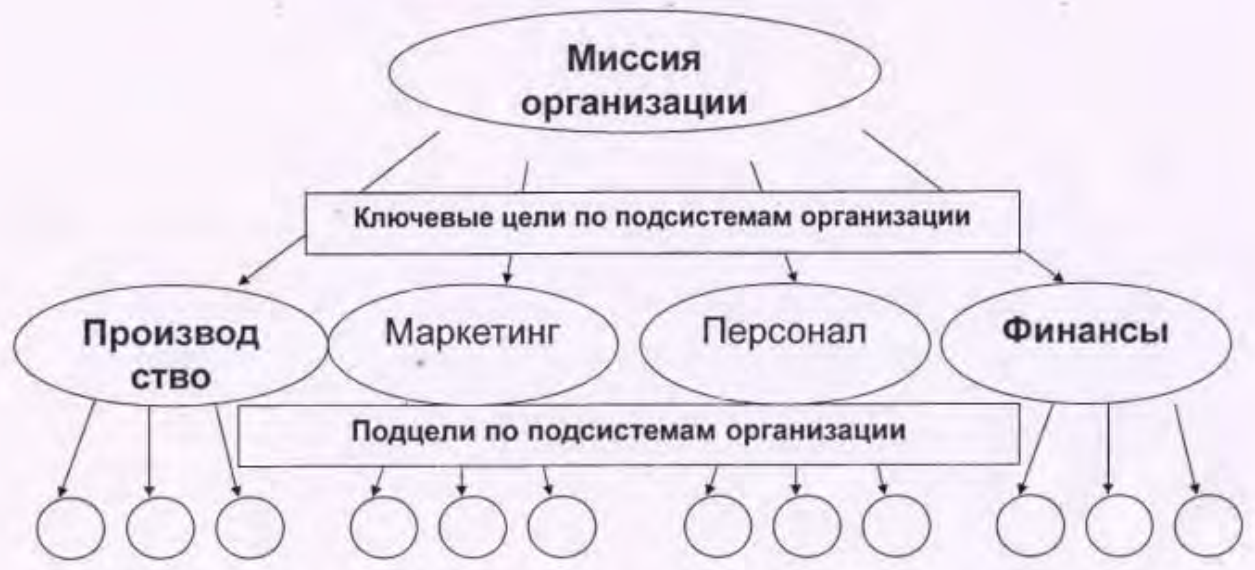 Миссия
организации
Ключевые цели по подсистемам организации
Производ
ство
Маркетинг
Персонал
Финансы
Подцели по подсистемам организации